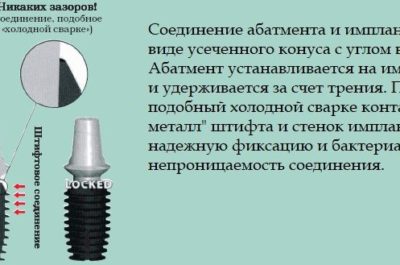 Никаких зазоров!
соединение, подобное
«холодной сварке»)
Штифтовое соединение
LOCKED
Соединение абатмента и имплан
виде усеченного конуса с углом в
Абатмент устанавливается на им
и удерживается за счет трения. П
подобный холодной сварке конта
металл" штифта и стенок имплан
надежную фиксацию и бактериа
непроницаемость соединения.